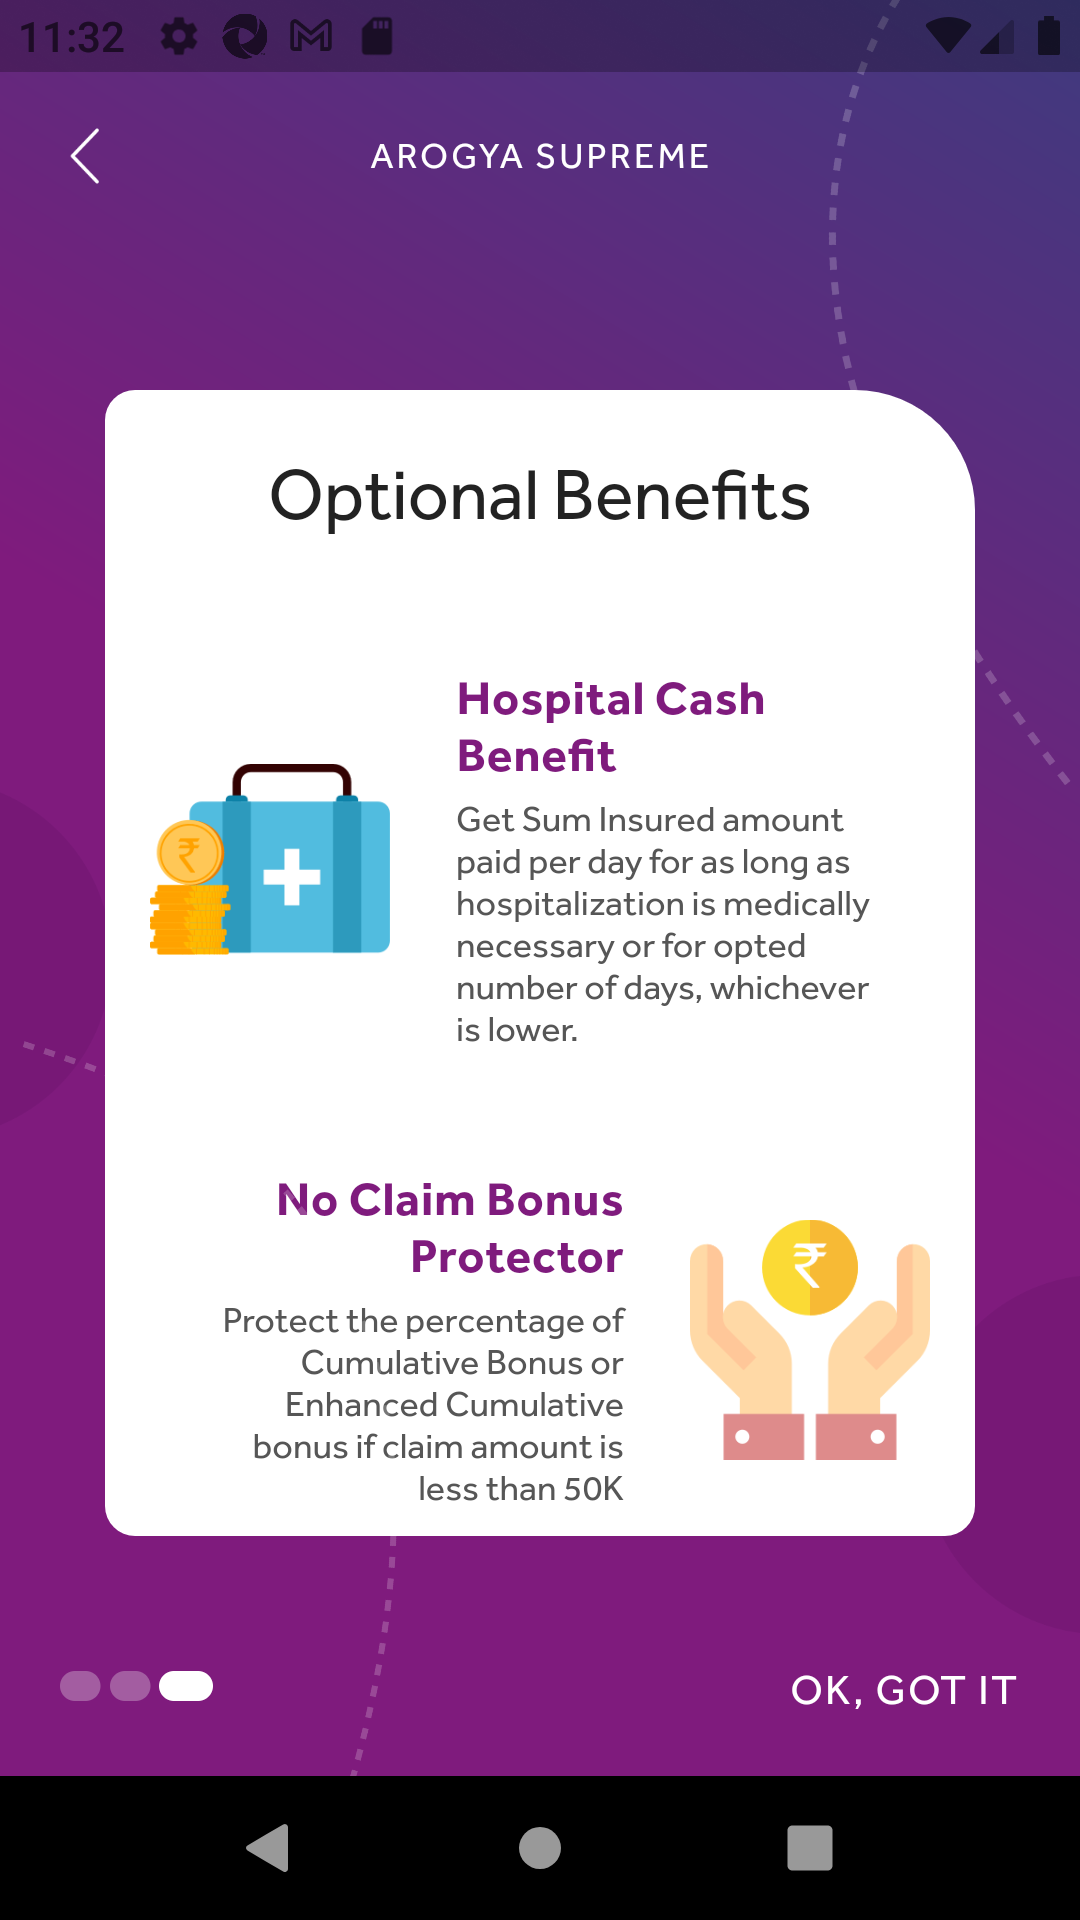 11:32
AROGYA SUPREME
Optional Benefits
Hospital Cash
Benefit
Get Sum Insured amount
paid per day for as long as
hospitalization is medically
necessary or for opted
number of days, whichever
is lower.
No Claim Bonus
Protector
Protect the percentage of
Cumulative Bonus or
Enhanced Cumulative
bonus if claim amount is
less than 50K
OK, GOT IT